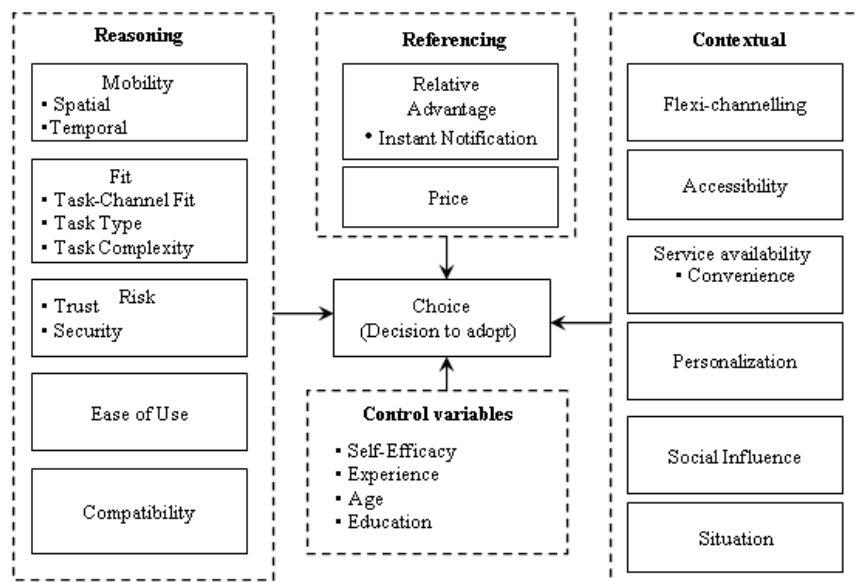 Reasoning
Mobility
▪ Spatial
▪Temporal
Fit
▪ Task-Channel Fit
▪ Task Type
▪ Task Complexity
Risk
▪ Trust
▪ Security
Ease of Use
Compatibility
Referencing
Relative
Advantage
• Instant Notification
Price
Choice
(Decision to adopt)
Control variables
▪ Self-Efficacy
▪ Experience
▪ Age
▪ Education
Contextual
Flexi-channelling
Accessibility
Service availability
▪ Convenience
Personalization
Social Influence
Situation